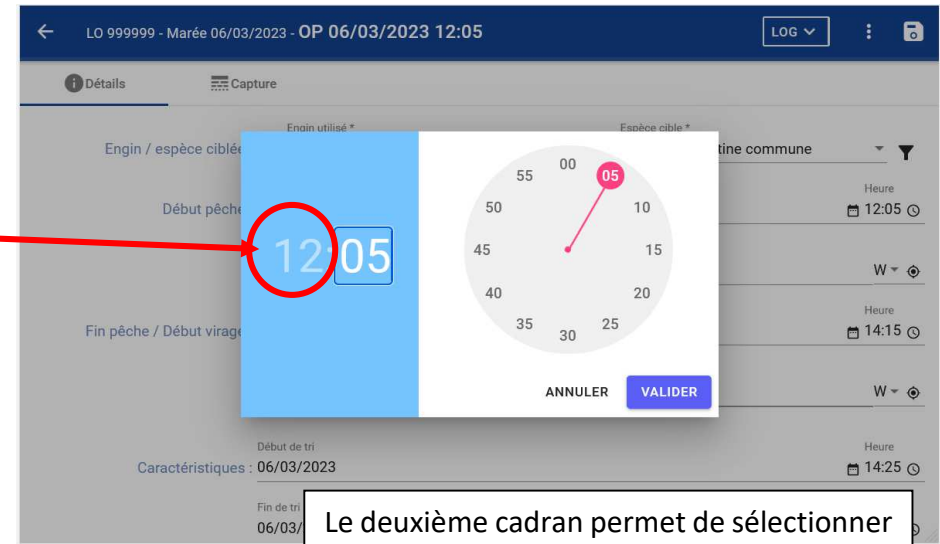 LO 999999 - Marée 06/03/2023 - OP 06/03/2023 12:05 LOG
Détails Capture
Engin utilisé * Espèce cible *
Engin / espèce ciblée tine commune
55 00 05
50 10
45 15
40 20
35 30 25
12:05
ANNULER VALIDER
Heure
Début pêche 12:05
W
Heure
Fin pêche / Début virage 14:15
W
Début de tri Heure
Caractéristiques : 06/03/2023 14:25
Fin de tri
06/03/
Le deuxième cadran permet de sélectionner